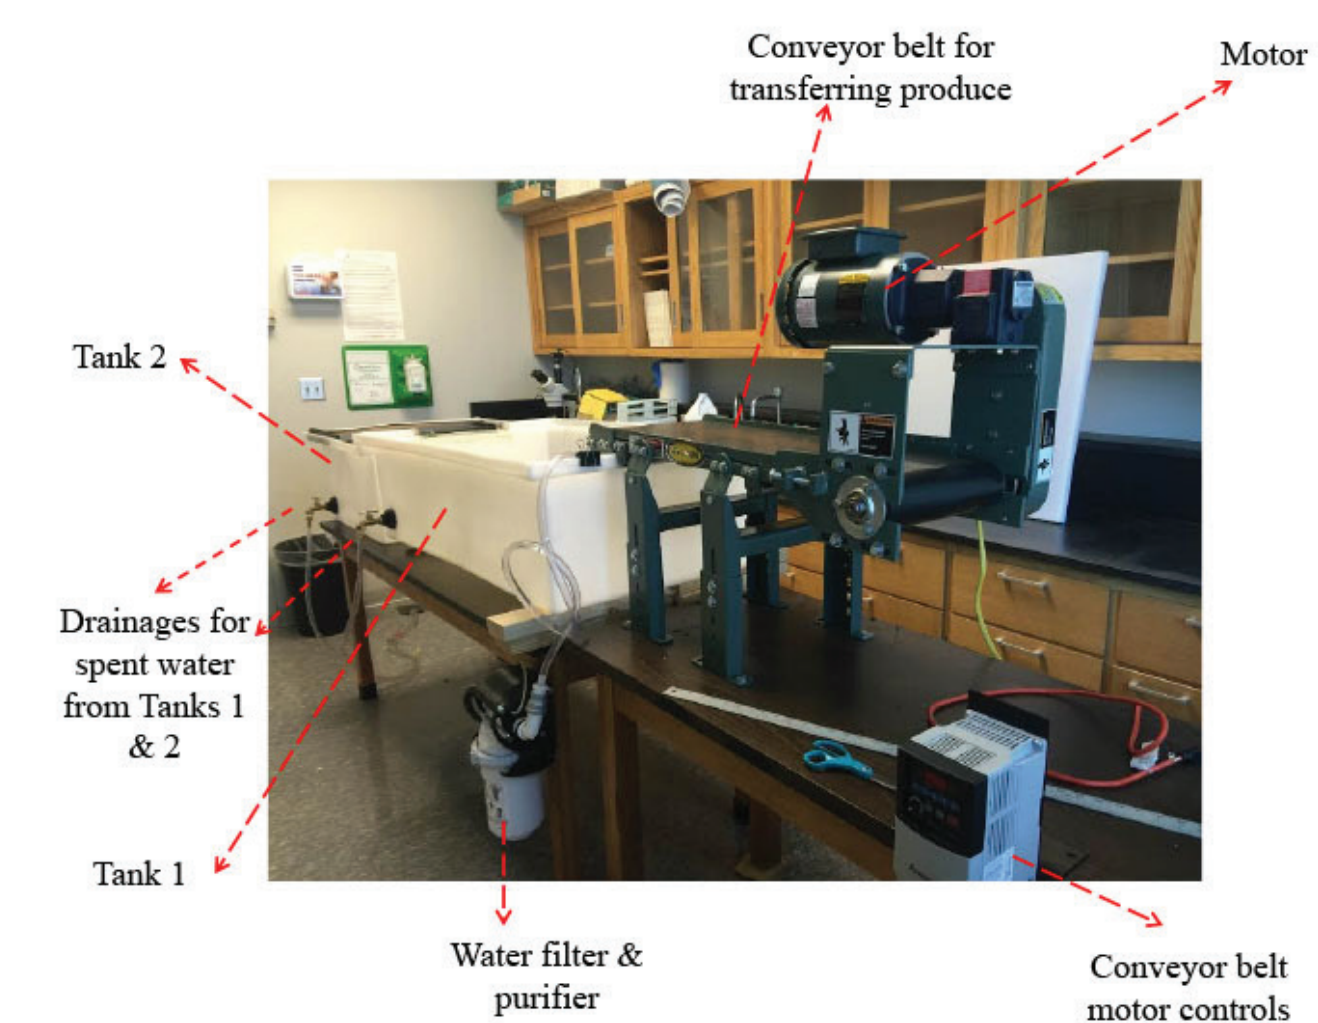 Conveyor belt for
transferring produce
Motor
Tank 2
Drainages for
spent water
from Tanks 1
& 2
Tank 1
Water filter &
purifier
Conveyor belt
motor controls